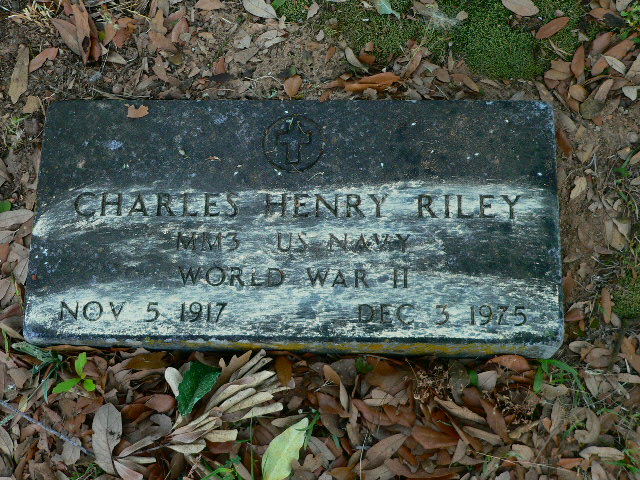 CHARLES HENRY RILEY
MM3 US NAVY
WORLD WAR II
NOV 5 1917 DEC 3 1975